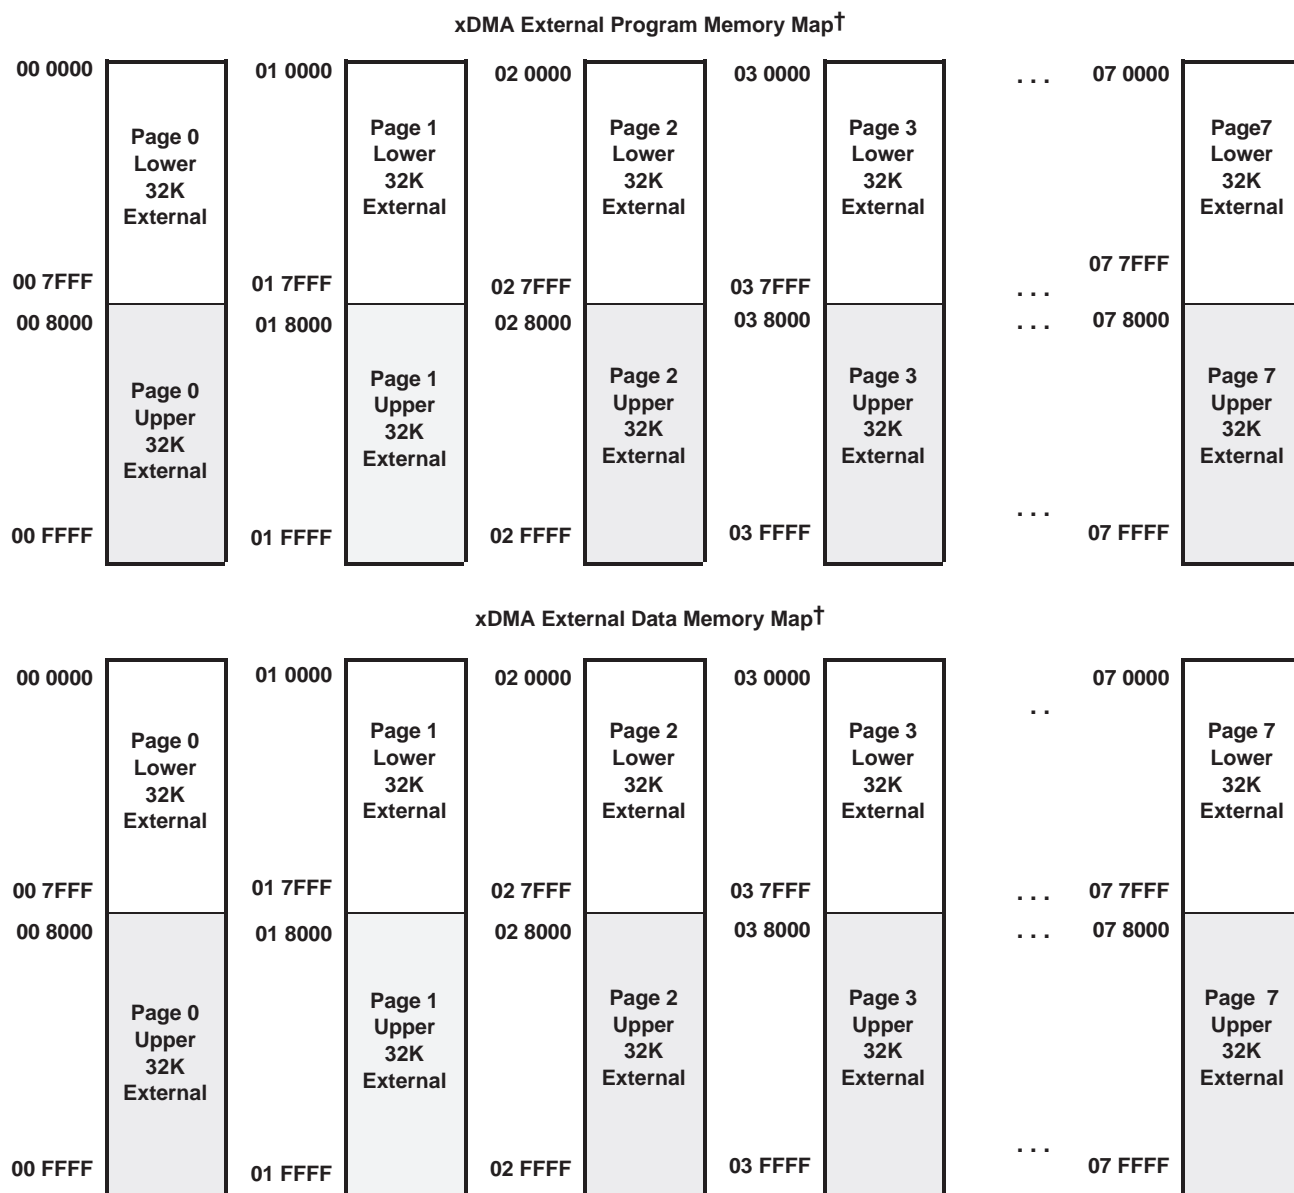 xDMA External Program Memory Map†
00 0000
01 0000
02 0000
03 0000
. . .
07 0000
Page 0
Lower
32K
External
Page 1
Lower
32K
External
Page 2
Lower
32K
External
Page 3
Lower
32K
External
Page7
Lower
32K
External
00 7FFF
01 7FFF
02 7FFF
03 7FFF
. . .
07 7FFF
00 8000
01 8000
02 8000
03 8000
. . .
07 8000
Page 0
Upper
32K
External
Page 1
Upper
32K
External
Page 2
Upper
32K
External
Page 3
Upper
32K
External
Page 7
Upper
32K
External
00 FFFF
01 FFFF
02 FFFF
03 FFFF
. . .
07 FFFF
xDMA External Data Memory Map†
00 0000
01 0000
02 0000
03 0000
. .
07 0000
Page 0
Lower
32K
External
Page 1
Lower
32K
External
Page 2
Lower
32K
External
Page 3
Lower
32K
External
Page 7
Lower
32K
External
00 7FFF
01 7FFF
02 7FFF
03 7FFF
. . .
07 7FFF
00 8000
01 8000
02 8000
03 8000
. . .
07 8000
Page 0
Upper
32K
External
Page 1
Upper
32K
External
Page 2
Upper
32K
External
Page 3
Upper
32K
External
Page 7
Upper
32K
External
00 FFFF
01 FFFF
02 FFFF
03 FFFF
. . .
07 FFFF